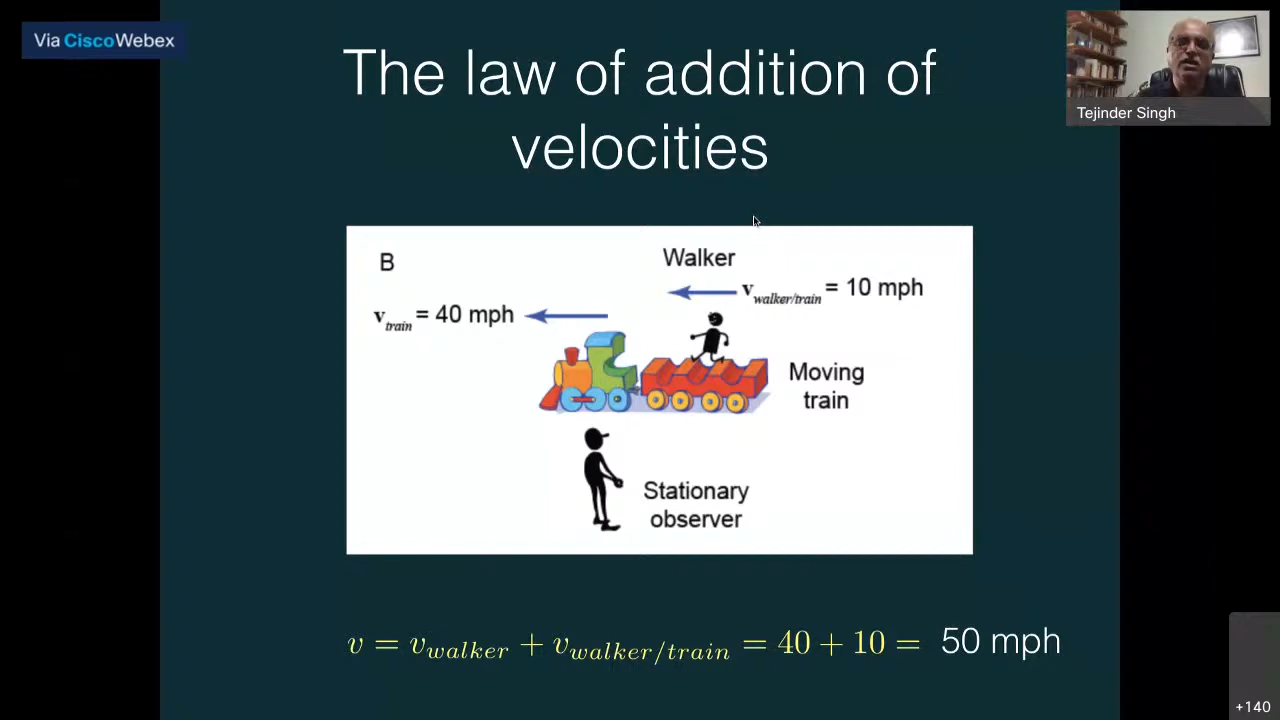 Via CiscoWebex
The law of addition of
velocities
Tejinder Singh
B
Walker
v_walker/train = 10 mph
v_train = 40 mph
Moving
train
Stationary
observer
v = v_walker + v_walker/train = 40 + 10 = 50 mph
+140